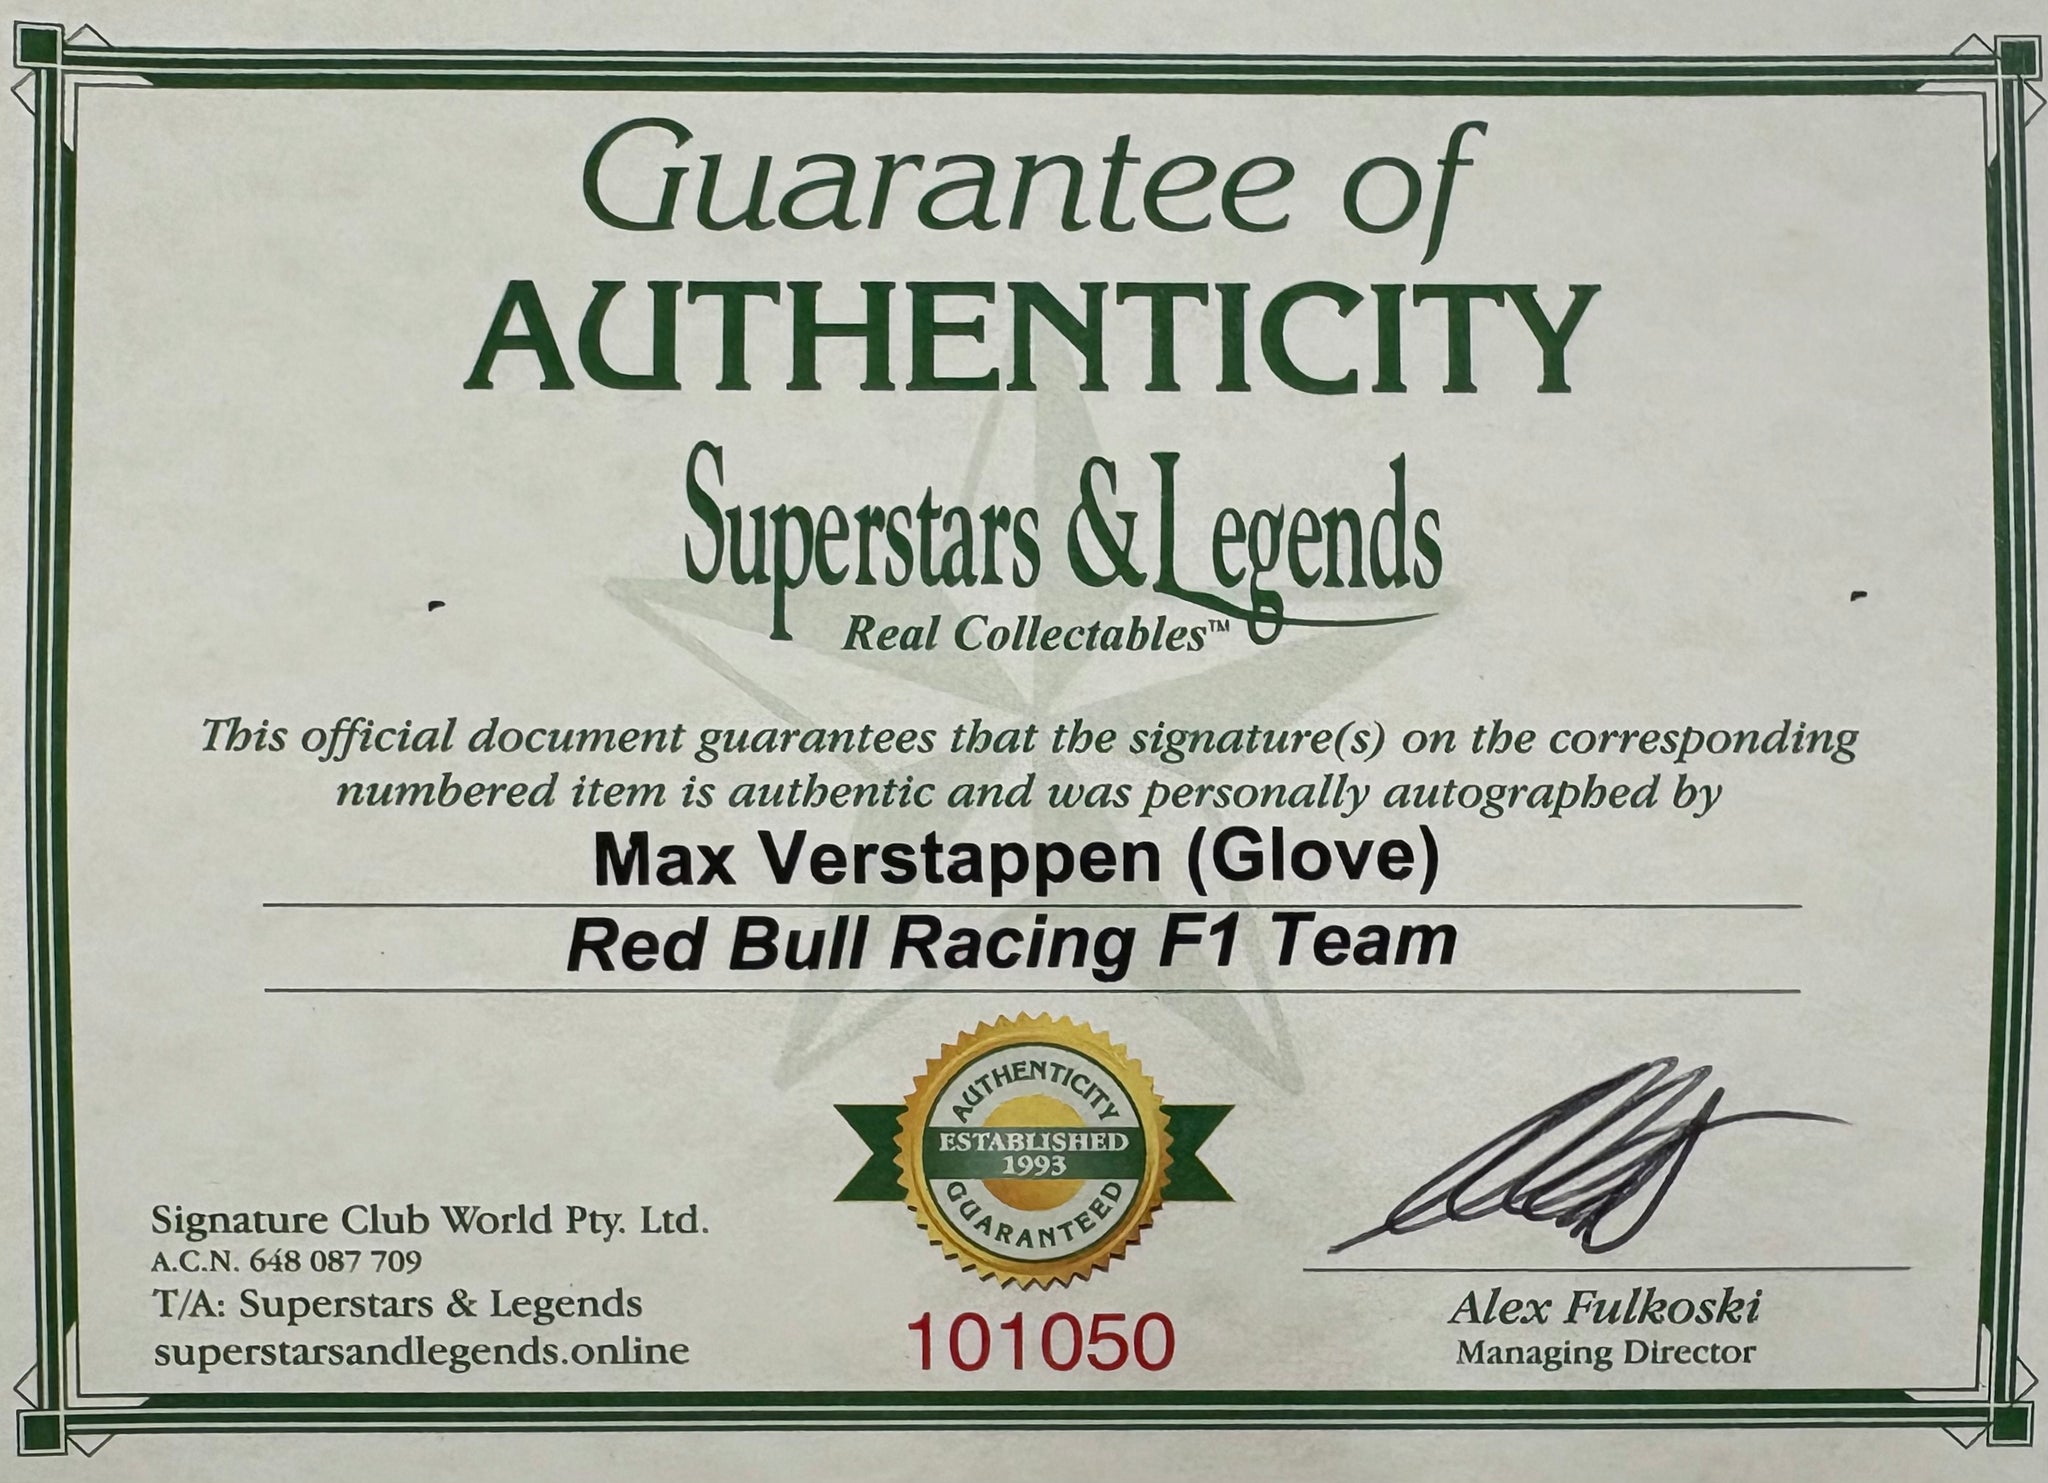 Guarantee of
AUTHENTICITY
Superstars & Legends
Real Collectables™
This official document guarantees that the signature(s) on the corresponding
numbered item is authentic and was personally autographed by
Max Verstappen (Glove)
Red Bull Racing F1 Team
AUTHENTICITY
ESTABLISHED
1993
GUARANTEED
101050
Signature Club World Pty. Ltd.
A.C.N. 648 087 709
T/A: Superstars & Legends
superstarsandlegends.online
Alex Fulkoski
Managing Director